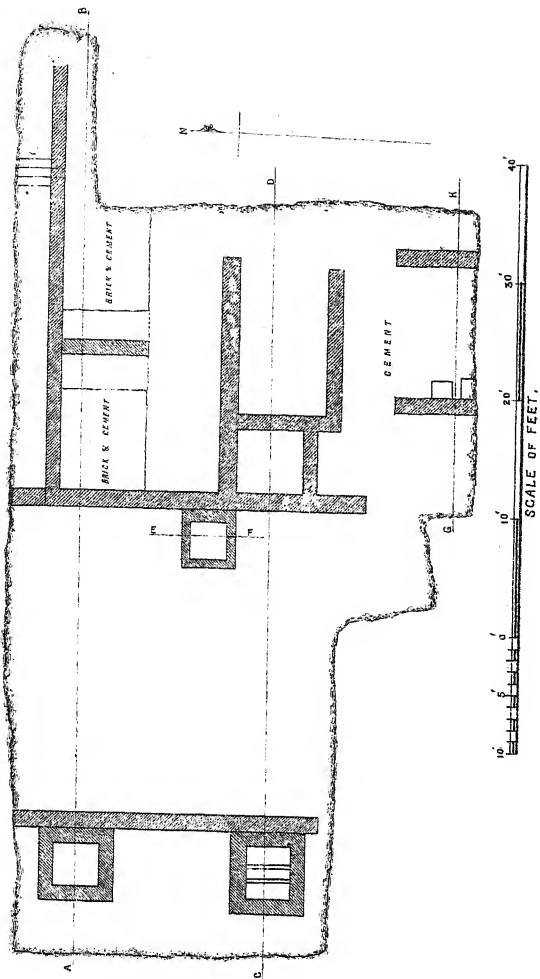 B
N
BRICK & CEMENT
D
K
BRICK & CEMENT
CEMENT
E
F
G
A
C
10' 5' 0' 10' 20' 30' 40'
SCALE OF FEET.